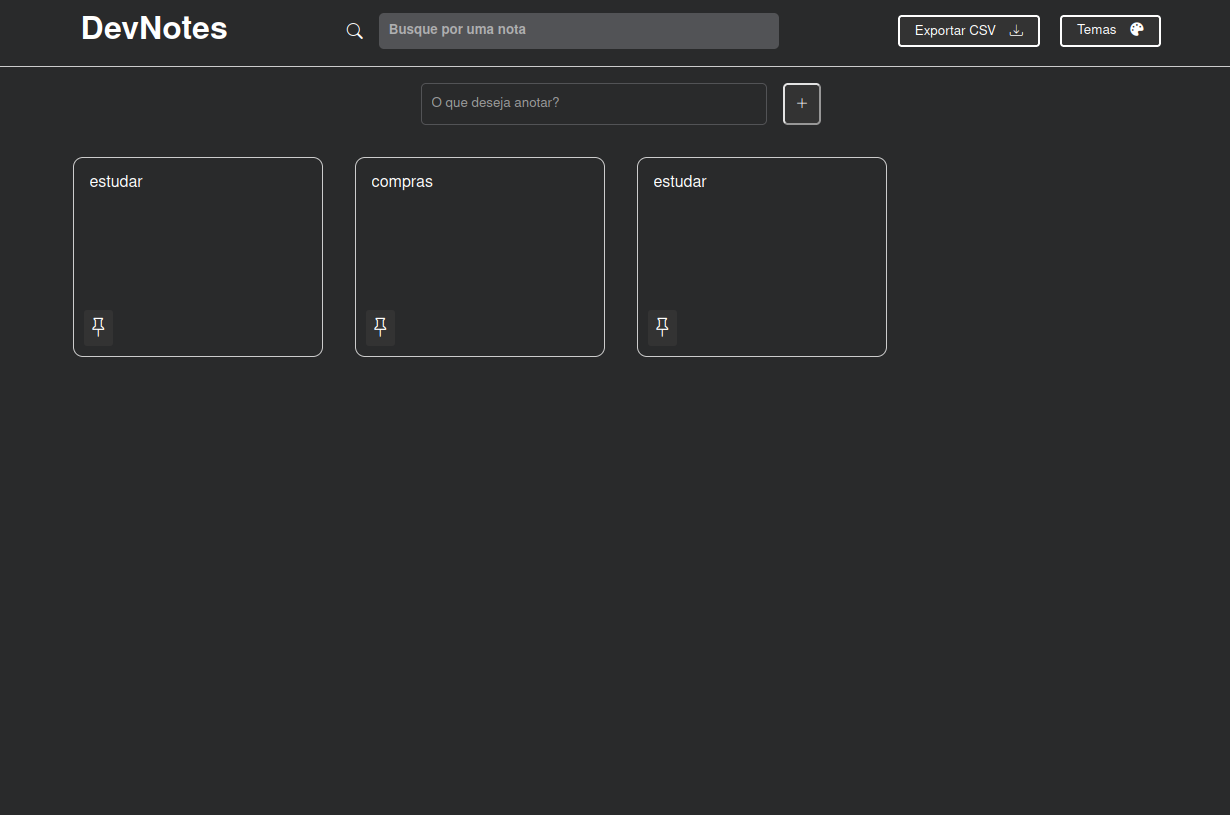 DevNotes
Busque por uma nota
Exportar CSV
Temas
O que deseja anotar?
+
estudar
compras
estudar